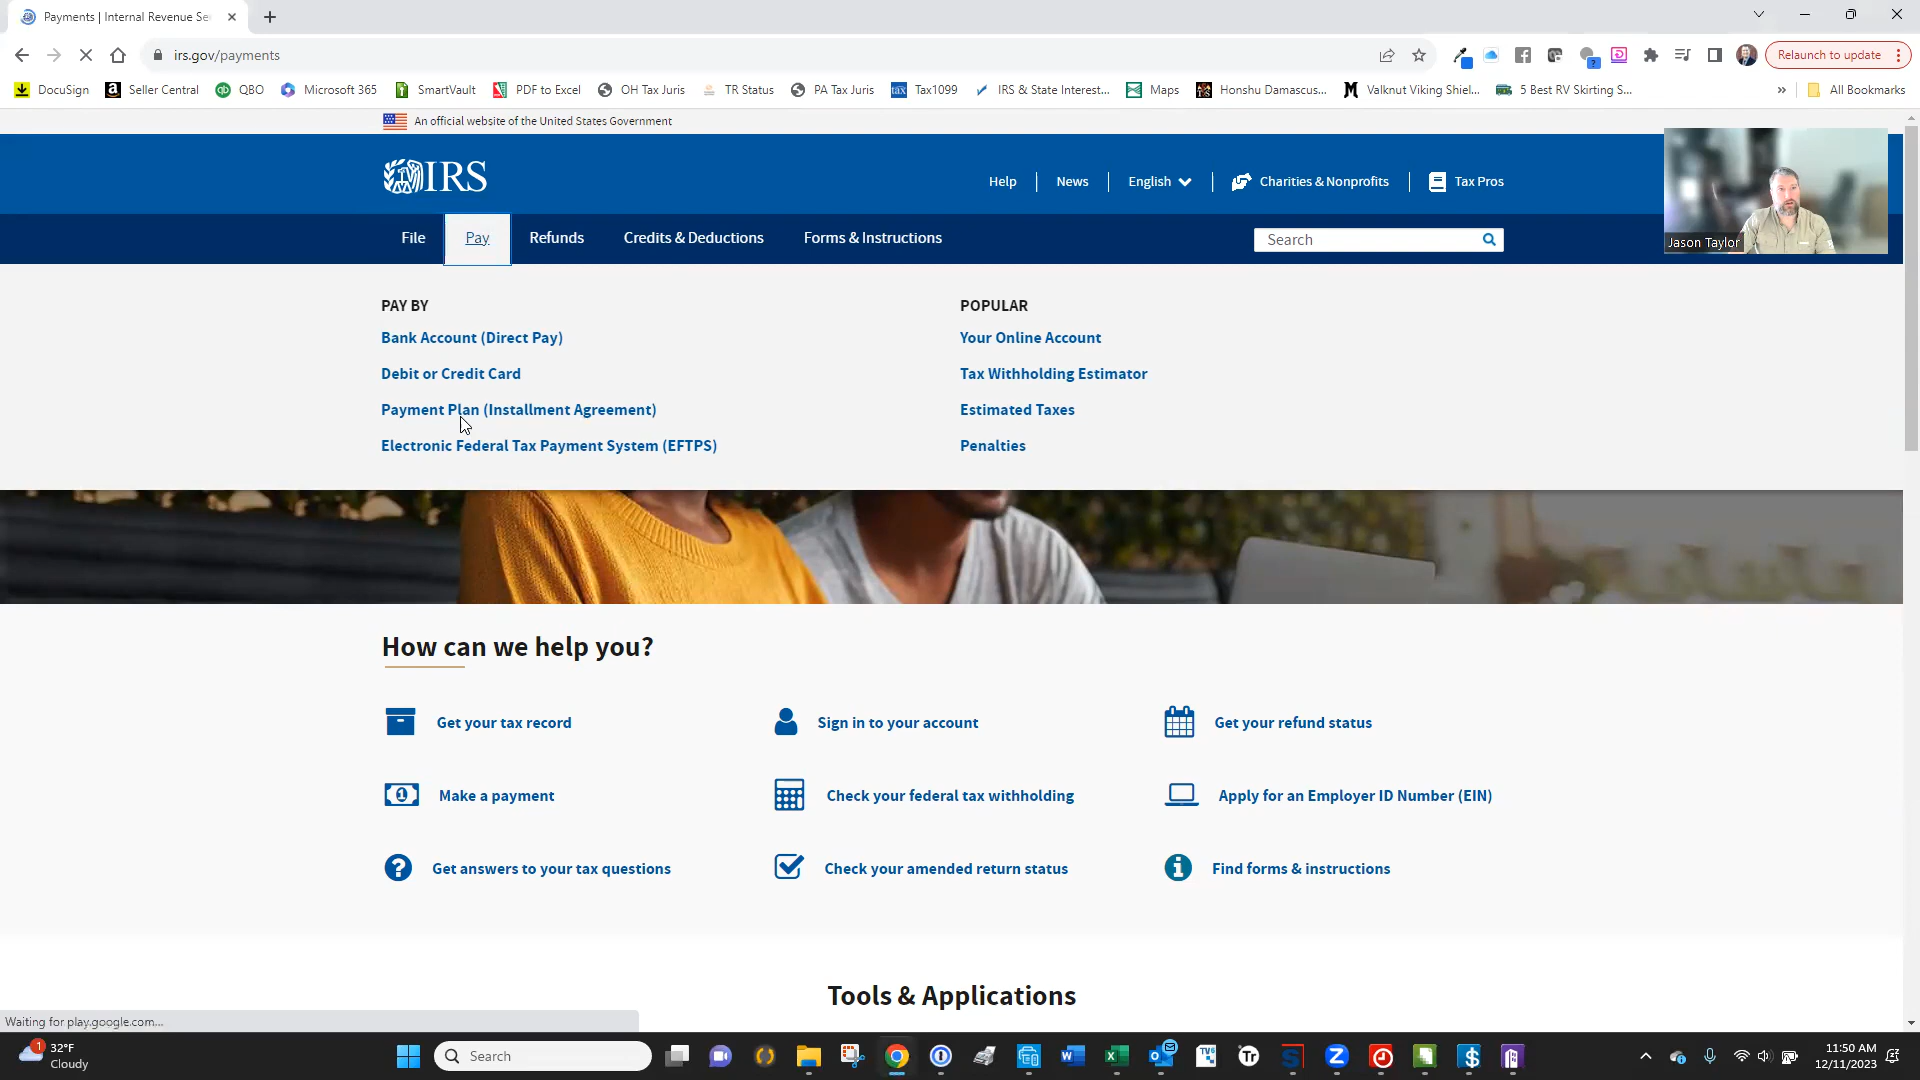 Payments | Internal Revenue Se
irs.gov/payments
Relaunch to update
DocuSign
Seller Central
QBO
Microsoft 365
SmartVault
PDF to Excel
OH Tax Juris
TR Status
PA Tax Juris
Tax1099
IRS & State Interest...
Maps
Honshu Damascus...
Valknut Viking Shiel...
5 Best RV Skirting S...
»
All Bookmarks
An official website of the United States Government
IRS
Help
News
English
Charities & Nonprofits
Tax Pros
Jason Taylor
File
Pay
Refunds
Credits & Deductions
Forms & Instructions
Search
PAY BY
Bank Account (Direct Pay)
Debit or Credit Card
Payment Plan (Installment Agreement)
Electronic Federal Tax Payment System (EFTPS)
POPULAR
Your Online Account
Tax Withholding Estimator
Estimated Taxes
Penalties
How can we help you?
Get your tax record
Sign in to your account
Get your refund status
Make a payment
Check your federal tax withholding
Apply for an Employer ID Number (EIN)
Get answers to your tax questions
Check your amended return status
Find forms & instructions
Tools & Applications
Waiting for play.google.com...
1
32°F
Cloudy
Search
11:50 AM
12/11/2023